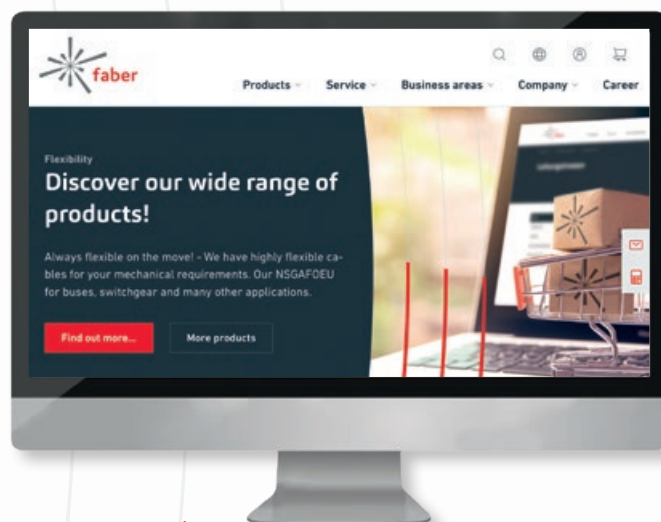 faber
Products
Service
Business areas
Company
Career
Flexibility
Discover our wide range of
products!
Always flexible on the move! - We have highly flexible ca-
bles for your mechanical requirements. Our NSGAFOEU
for buses, switchgear and many other applications.
Find out more...
More products
faber